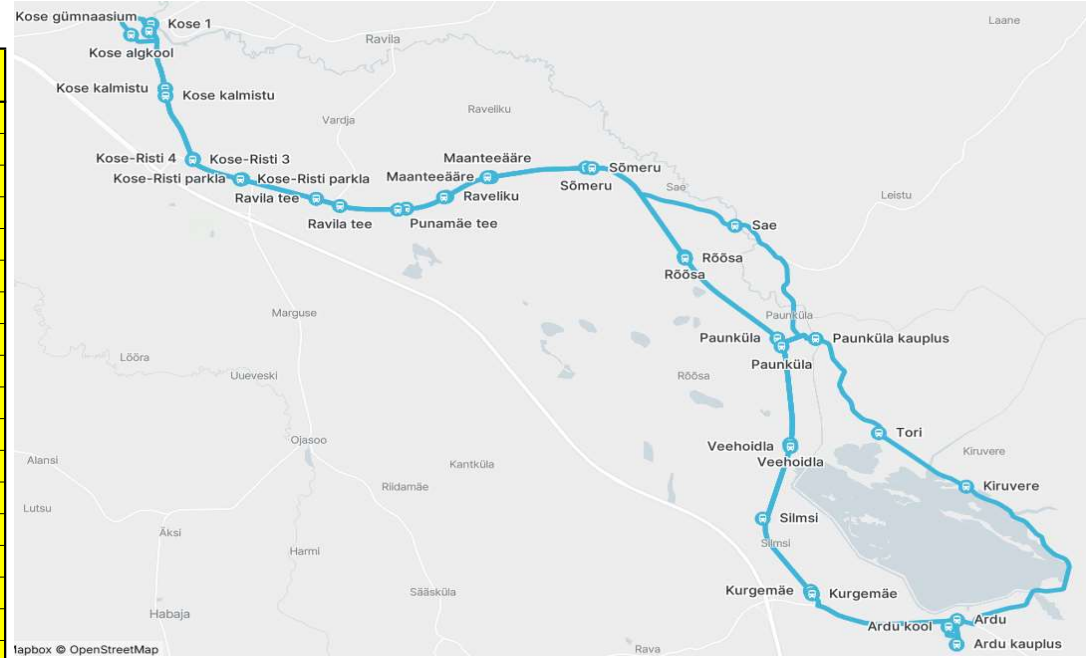 Kose gümnaasium
Kose 1
Laane
Ravila
Kose algkool
Kose kalmistu
Kose kalmistu
Raveliku
Vardja
Kose-Risti 4
Kose-Risti 3
Maanteeääre
Sõmeru
Kose-Risti parkla
Kose-Risti parkla
Maanteeääre
Sõmeru
Sae
Ravila tee
Raveliku
Leistu
Ravila tee
Punamäe tee
Sae
Rõõsa
Rõõsa
Marguse
Paunküla
Paunküla
Paunküla kauplus
Lööra
Paunküla
Uueveski
Rõõsa
Tori
Ojasoo
Veehoidla
Kiruvere
Alansi
Kantküla
Veehoidla
Riidamäe
Kiruvere
Lutsu
Silmsi
Äksi
Silmsi
Harmi
Sääsküla
Kurgemäe
Kurgemäe
Habaja
Ardu kool
Ardu
Rava
Ardu kauplus
Mapbox © OpenStreetMap